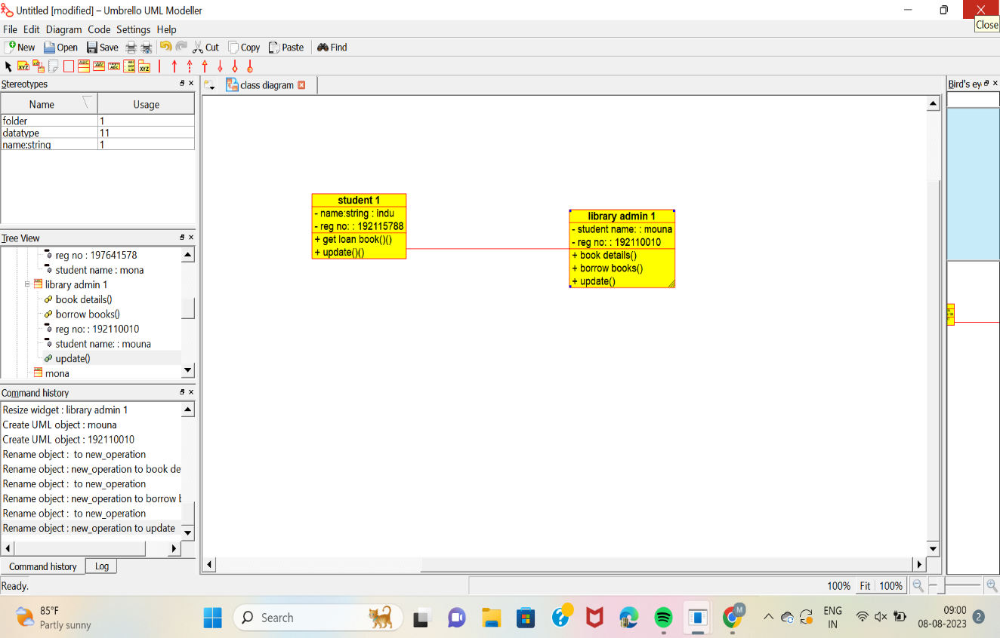 Untitled [modified] – Umbrello UML Modeller
Close
File Edit Diagram Code Settings Help
New Open Save Cut Copy Paste Find
Stereotypes
class diagram
Bird's ey
Name Usage
folder 1
datatype 11
name:string 1
student 1
- name:string : indu
- reg no: : 192115788
+ get loan book()()
+ update()()
library admin 1
- student name: : mouna
- reg no: : 192110010
+ book details()
+ borrow books()
+ update()
Tree View
reg no : 197641578
student name : mona
library admin 1
book details()
borrow books()
reg no: : 192110010
student name: : mouna
update()
mona
Command history
Resize widget : library admin 1
Create UML object : mouna
Create UML object : 192110010
Rename object : to new_operation
Rename object : new_operation to book de
Rename object : to new_operation
Rename object : new_operation to borrow b
Rename object : to new_operation
Rename object : new_operation to update
Command history Log
Ready.
100% Fit 100%
85°F
Partly sunny
Search
M
ENG
IN
09:00
08-08-2023
2